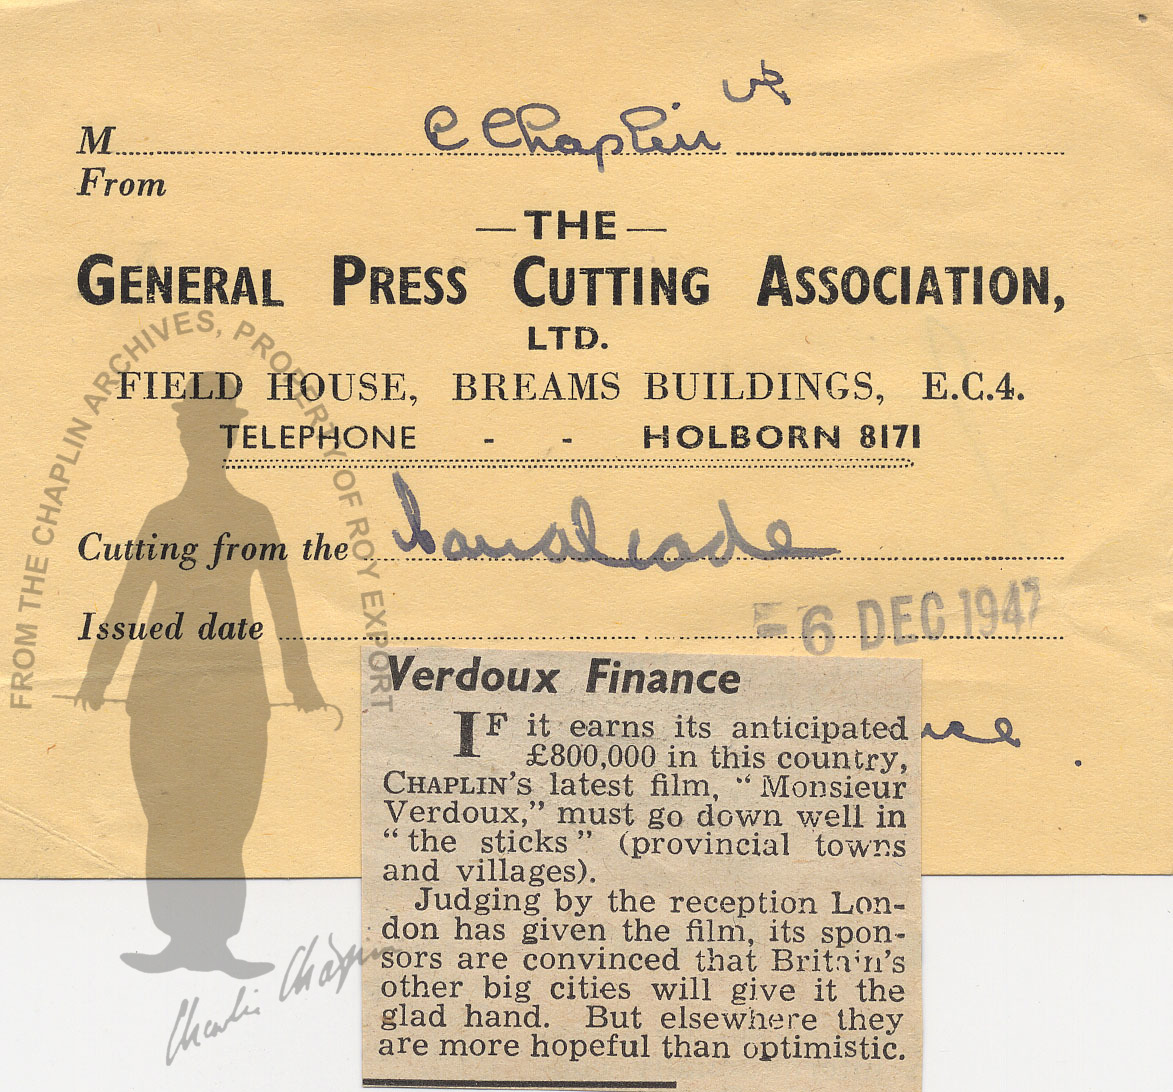 M C Chaplin
From
—THE—
GENERAL PRESS CUTTING ASSOCIATION,
LTD.
FIELD HOUSE, BREAMS BUILDINGS, E.C.4.
TELEPHONE - - HOLBORN 8171
Cutting from the Cavalcade
Issued date -6 DEC 1947
Verdoux Finance
IF it earns its anticipated
£800,000 in this country,
CHAPLIN'S latest film, “Monsieur
Verdoux,” must go down well in
“the sticks” (provincial towns
and villages).
Judging by the reception Lon-
don has given the film, its spon-
sors are convinced that Britain's
other big cities will give it the
glad hand. But elsewhere they
are more hopeful than optimistic.
FROM THE CHAPLIN ARCHIVES, PROPERTY OF ROY EXPORT
Charlie Chaplin